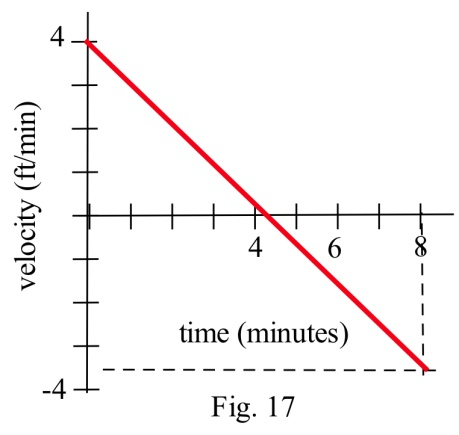 4
velocity (ft/min)
4 6 8
time (minutes)
-4
Fig. 17